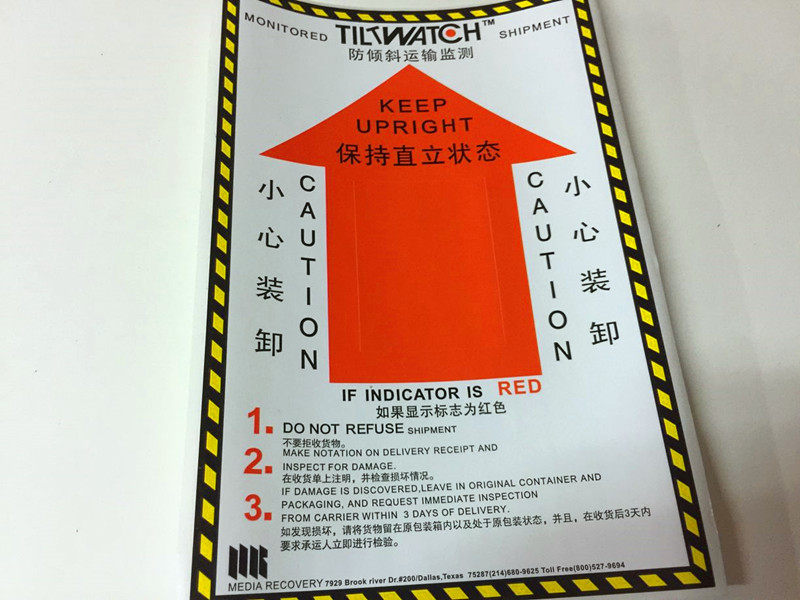 MONITORED TILTWATCH™ SHIPMENT
防倾斜运输监测
KEEP
UPRIGHT
保持直立状态
小心装卸
CAUTION
CAUTION
小心装卸
IF INDICATOR IS RED
如果显示标志为红色
1. DO NOT REFUSE SHIPMENT
不要拒收货物。
2. MAKE NOTATION ON DELIVERY RECEIPT AND
INSPECT FOR DAMAGE.
在收货单上注明，并检查损坏情况。
3. IF DAMAGE IS DISCOVERED,LEAVE IN ORIGINAL CONTAINER AND
PACKAGING, AND REQUEST IMMEDIATE INSPECTION
FROM CARRIER WITHIN 3 DAYS OF DELIVERY.
如发现损坏，请将货物留在原包装箱内以及处于原包装状态，并且，在收货后3天内
要求承运人立即进行检验。
MEDIA RECOVERY 7929 Brook river Dr.#200/Dallas,Texas 75287(214)680-9625 Toll Free(800)527-9694